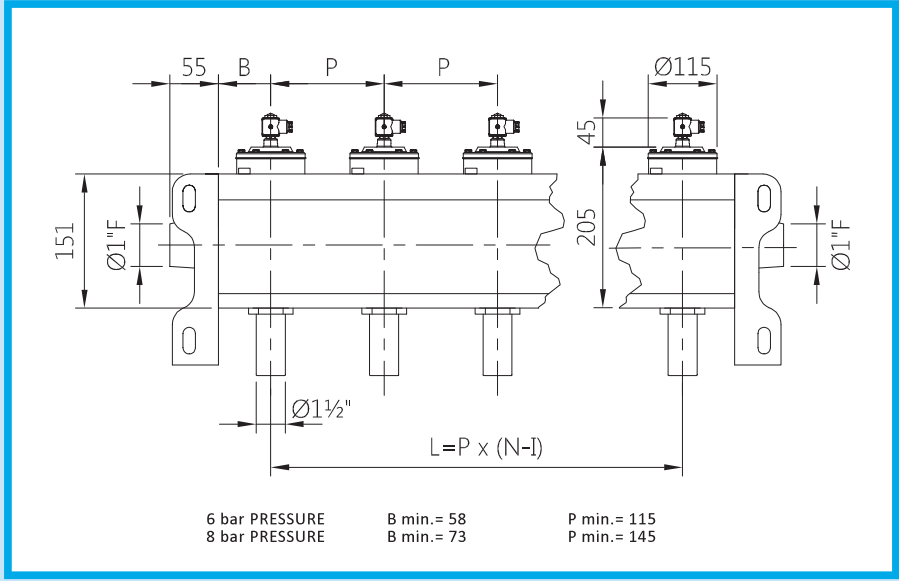 55 B P P Ø115
45
205
151
Ø1"F
Ø1"F
Ø1½"
L=P x (N-I)
6 bar PRESSURE B min.= 58 P min.= 115
8 bar PRESSURE B min.= 73 P min.= 145